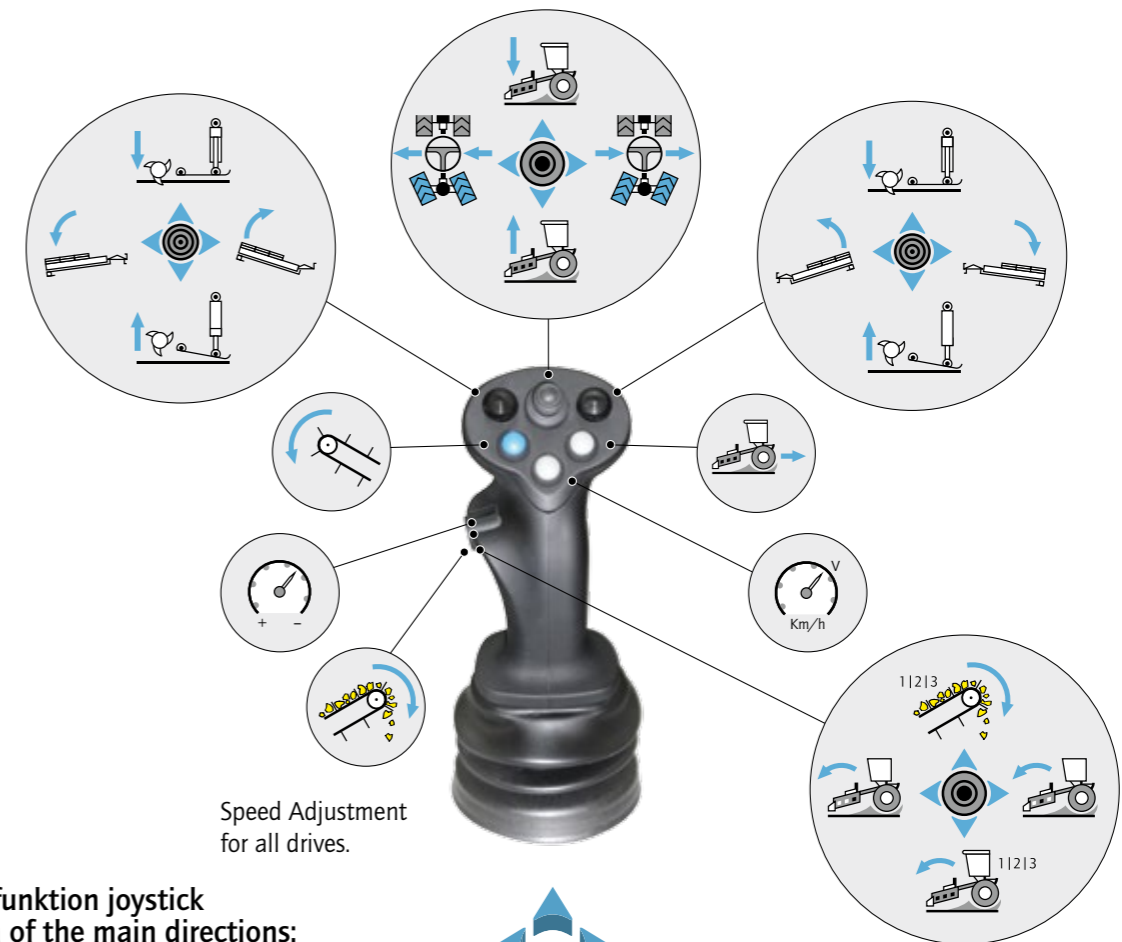 + −
V
Km/h
1|2|3
1|2|3
Speed Adjustment
for all drives.
funktion joystick
of the main directions: